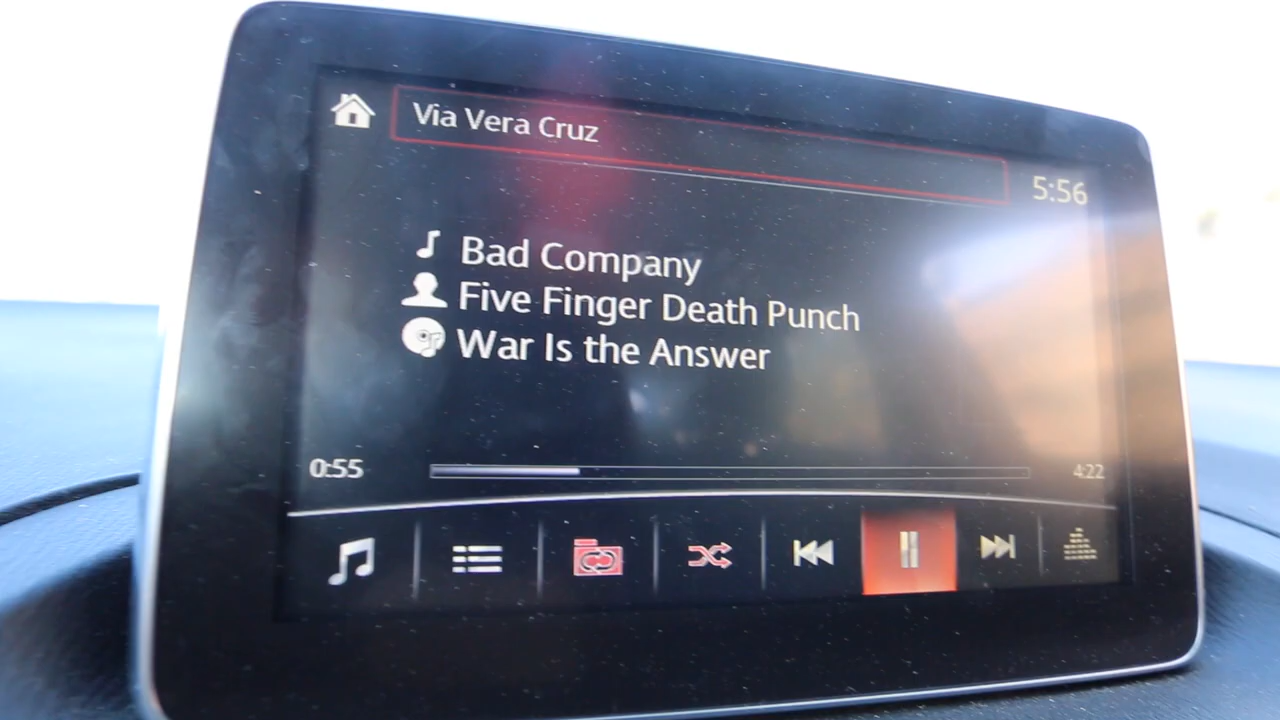 Via Vera Cruz
5:56
Bad Company
Five Finger Death Punch
War Is the Answer
0:55
4:22